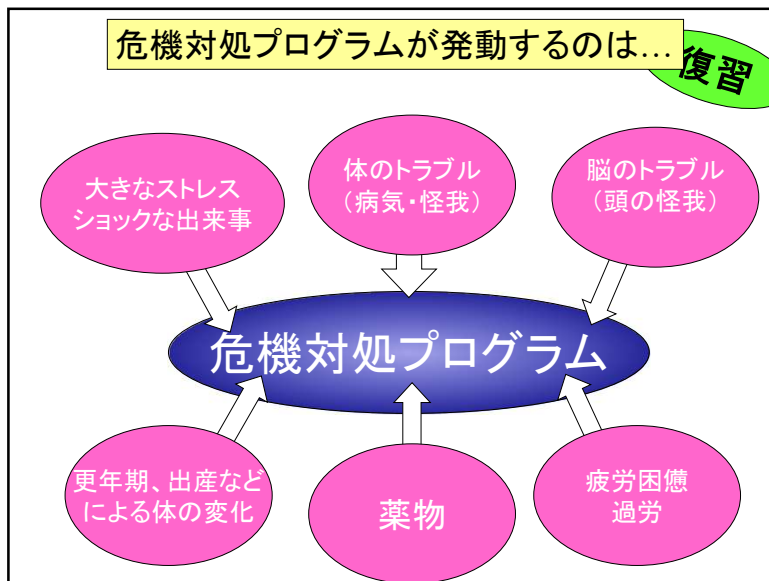 危機対処プログラムが発動するのは…
復習
大きなストレス
ショックな出来事
体のトラブル
（病気・怪我）
脳のトラブル
（頭の怪我）
危機対処プログラム
更年期、出産など
による体の変化
薬物
疲労困憊
過労